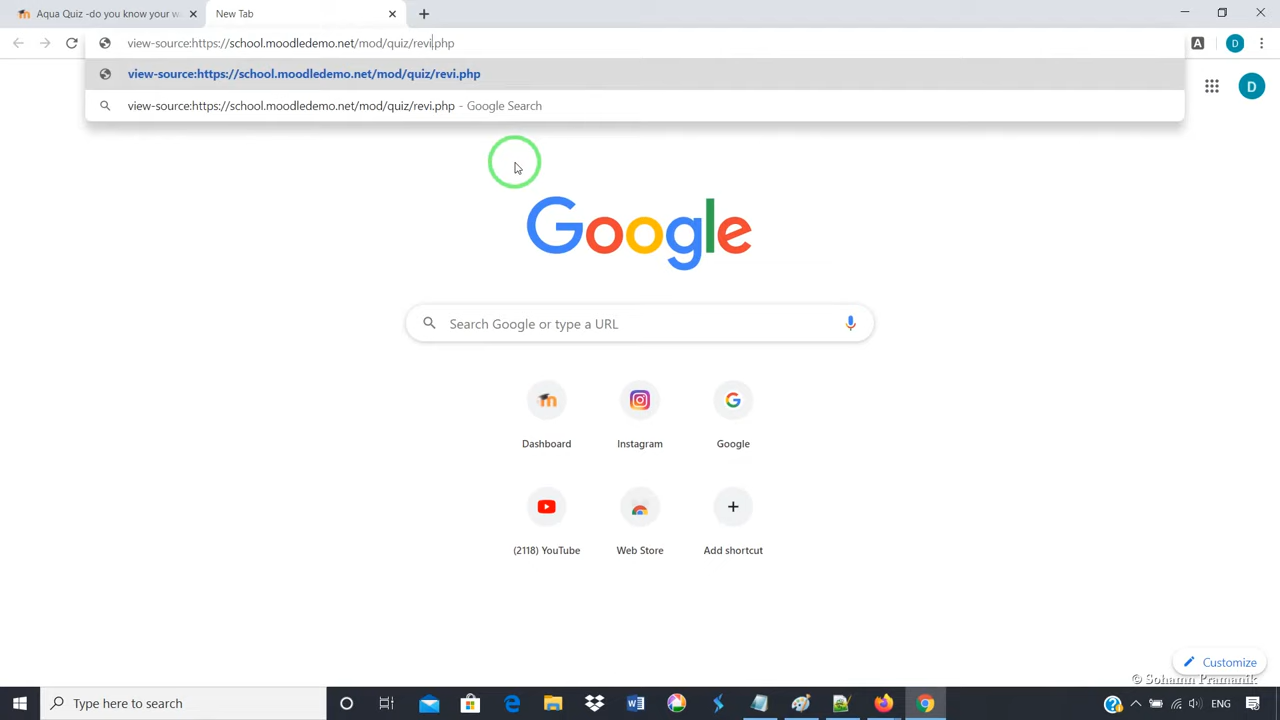 Aqua Quiz -do you know your w
New Tab
view-source:https://school.moodledemo.net/mod/quiz/revi.php
A
D
view-source:https://school.moodledemo.net/mod/quiz/revi.php
view-source:https://school.moodledemo.net/mod/quiz/revi.php - Google Search
D
Google
Search Google or type a URL
Dashboard
Instagram
Google
(2118) YouTube
Web Store
Add shortcut
Customize
© Sohamn Pramanik
Type here to search
ENG